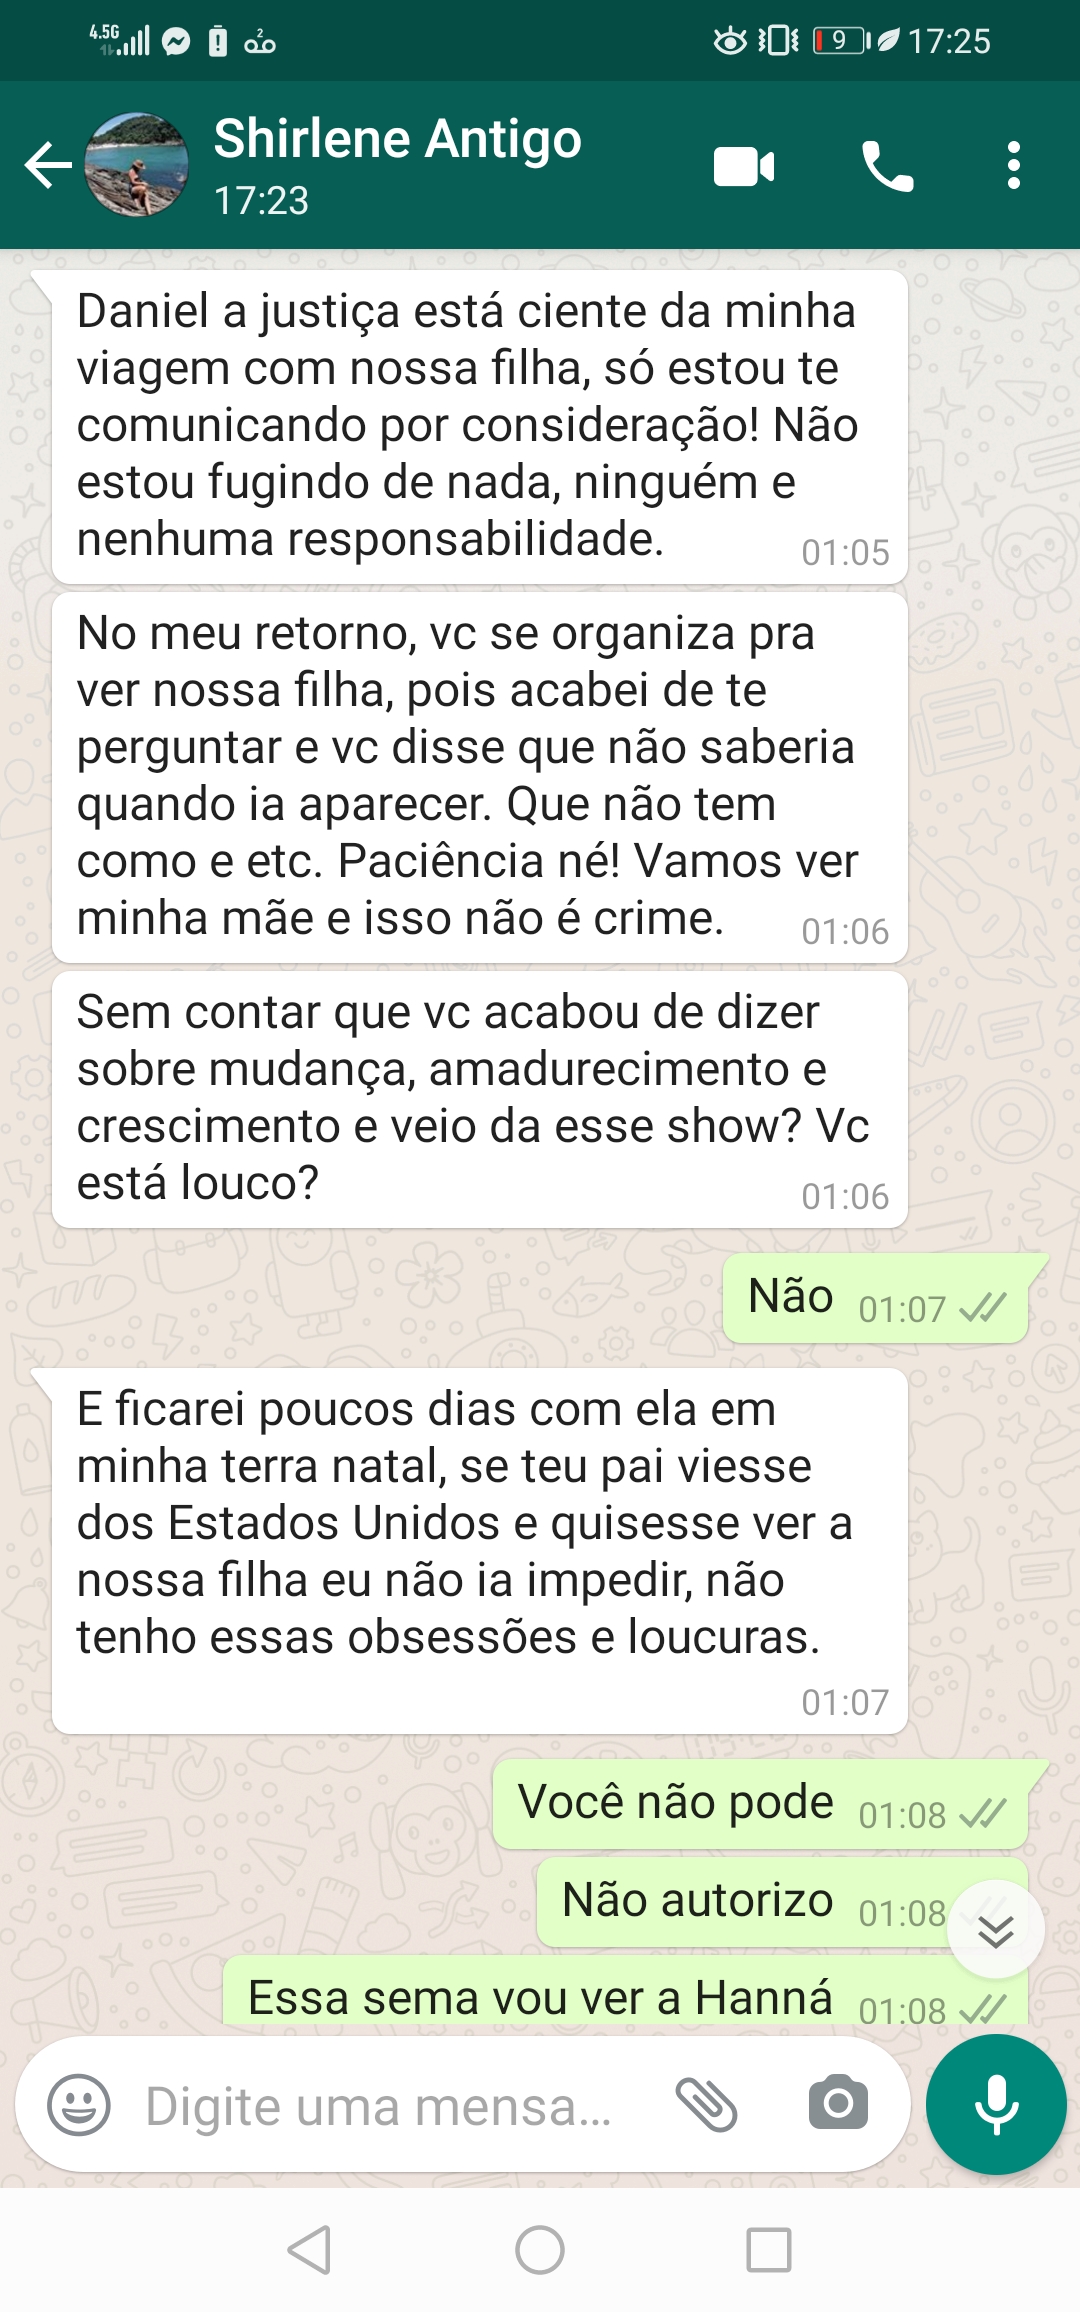 4.5G
2
9
17:25
Shirlene Antigo
17:23
Daniel a justiça está ciente da minha
viagem com nossa filha, só estou te
comunicando por consideração! Não
estou fugindo de nada, ninguém e
nenhuma responsabilidade.
01:05
No meu retorno, vc se organiza pra
ver nossa filha, pois acabei de te
perguntar e vc disse que não saberia
quando ia aparecer. Que não tem
como e etc. Paciência né! Vamos ver
minha mãe e isso não é crime.
01:06
Sem contar que vc acabou de dizer
sobre mudança, amadurecimento e
crescimento e veio da esse show? Vc
está louco?
01:06
Não 01:07
E ficarei poucos dias com ela em
minha terra natal, se teu pai viesse
dos Estados Unidos e quisesse ver a
nossa filha eu não ia impedir, não
tenho essas obsessões e loucuras.
01:07
Você não pode 01:08
Não autorizo 01:08
Essa sema vou ver a Hanná 01:08
Digite uma mensa...